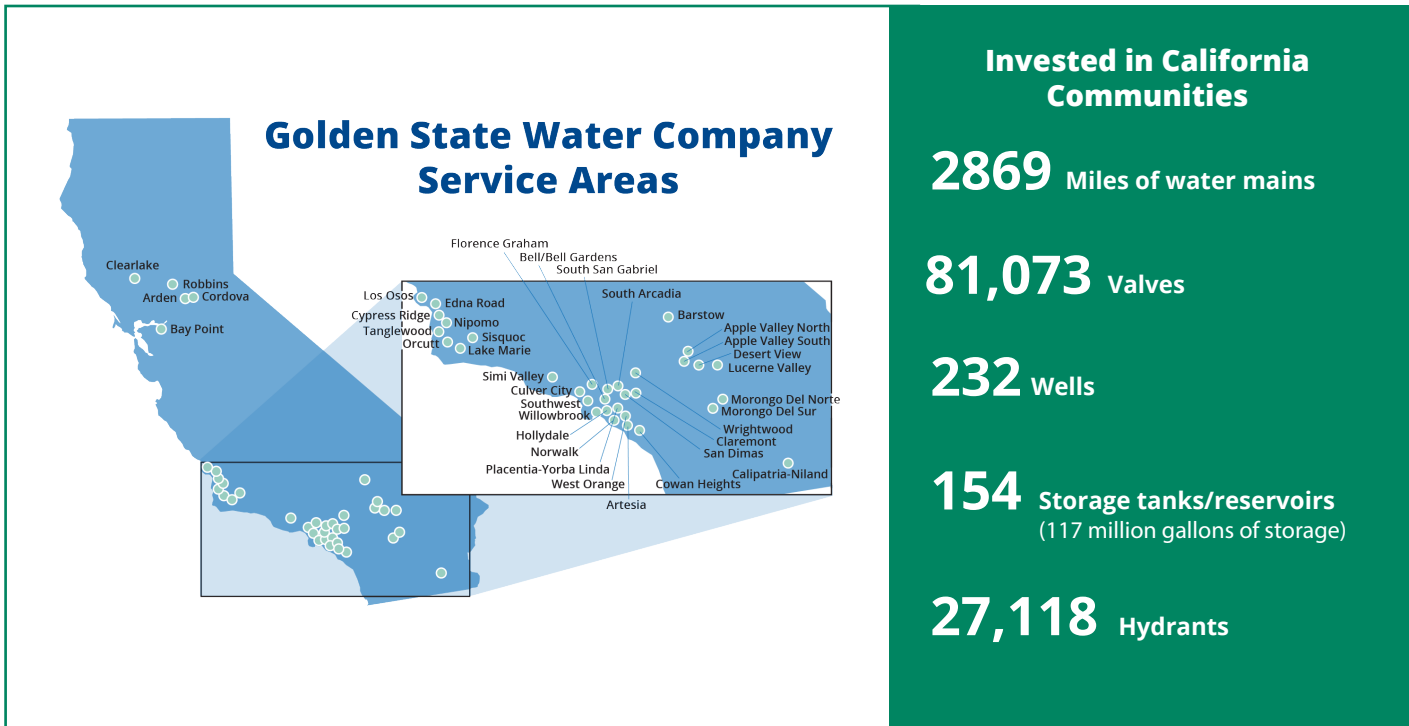 Golden State Water Company
Service Areas
Clearlake
Robbins
Arden
Cordova
Bay Point
Florence Graham
Bell/Bell Gardens
South San Gabriel
South Arcadia
Los Osos
Edna Road
Cypress Ridge
Nipomo
Tanglewood
Sisquoc
Orcutt
Lake Marie
Barstow
Apple Valley North
Apple Valley South
Desert View
Lucerne Valley
Simi Valley
Culver City
Southwest
Willowbrook
Hollydale
Norwalk
Placentia-Yorba Linda
West Orange
Artesia
Morongo Del Norte
Morongo Del Sur
Wrightwood
Claremont
San Dimas
Calipatria-Niland
Cowan Heights
Invested in California
Communities
2869 Miles of water mains
81,073 Valves
232 Wells
154 Storage tanks/reservoirs
(117 million gallons of storage)
27,118 Hydrants